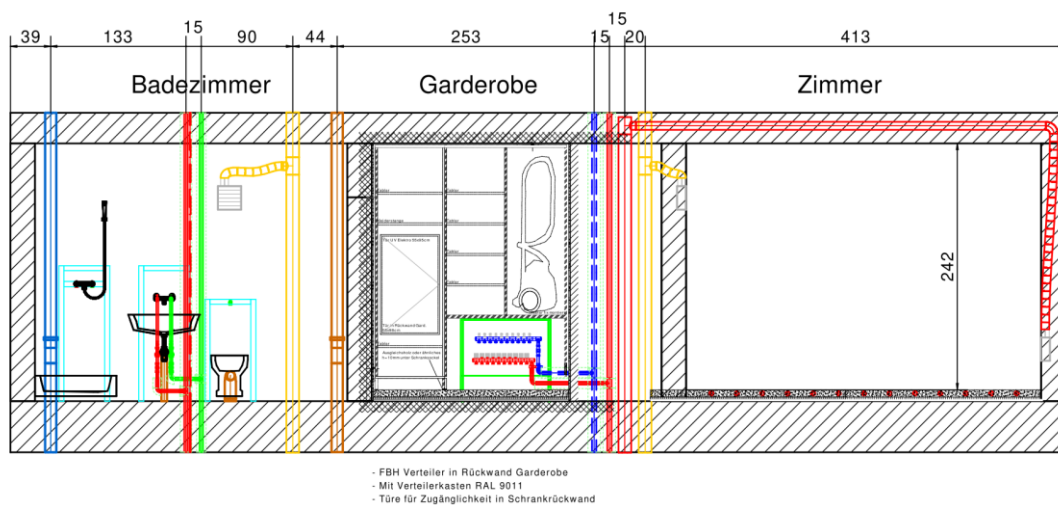 15
39 133 15 90 44 253 15 20 413
Badezimmer Garderobe Zimmer
242
- FBH Verteiler in Rückwand Garderobe
- Mit Verteilerkasten RAL 9011
- Türe für Zugänglichkeit in Schrankrückwand